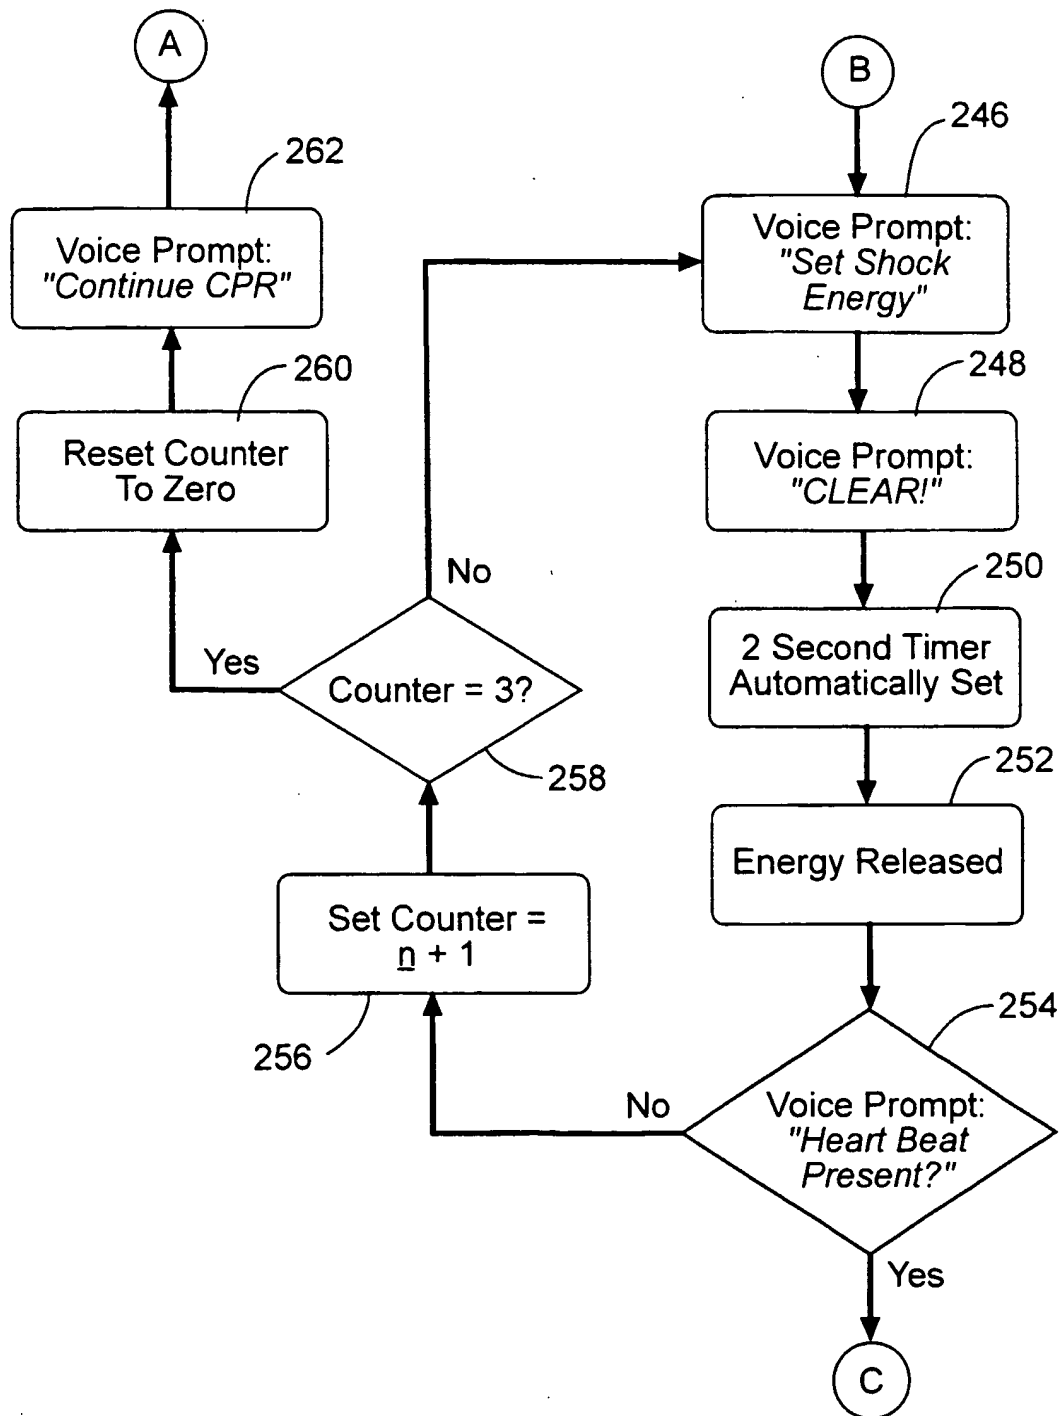 A
B
246
262
Voice Prompt:
"Continue CPR"
Voice Prompt:
"Set Shock
Energy"
260
248
Reset Counter
To Zero
Voice Prompt:
"CLEAR!"
No
250
Yes
2 Second Timer
Automatically Set
Counter = 3?
258
252
Energy Released
Set Counter =
n + 1
256
254
No
Voice Prompt:
"Heart Beat
Present?"
Yes
C